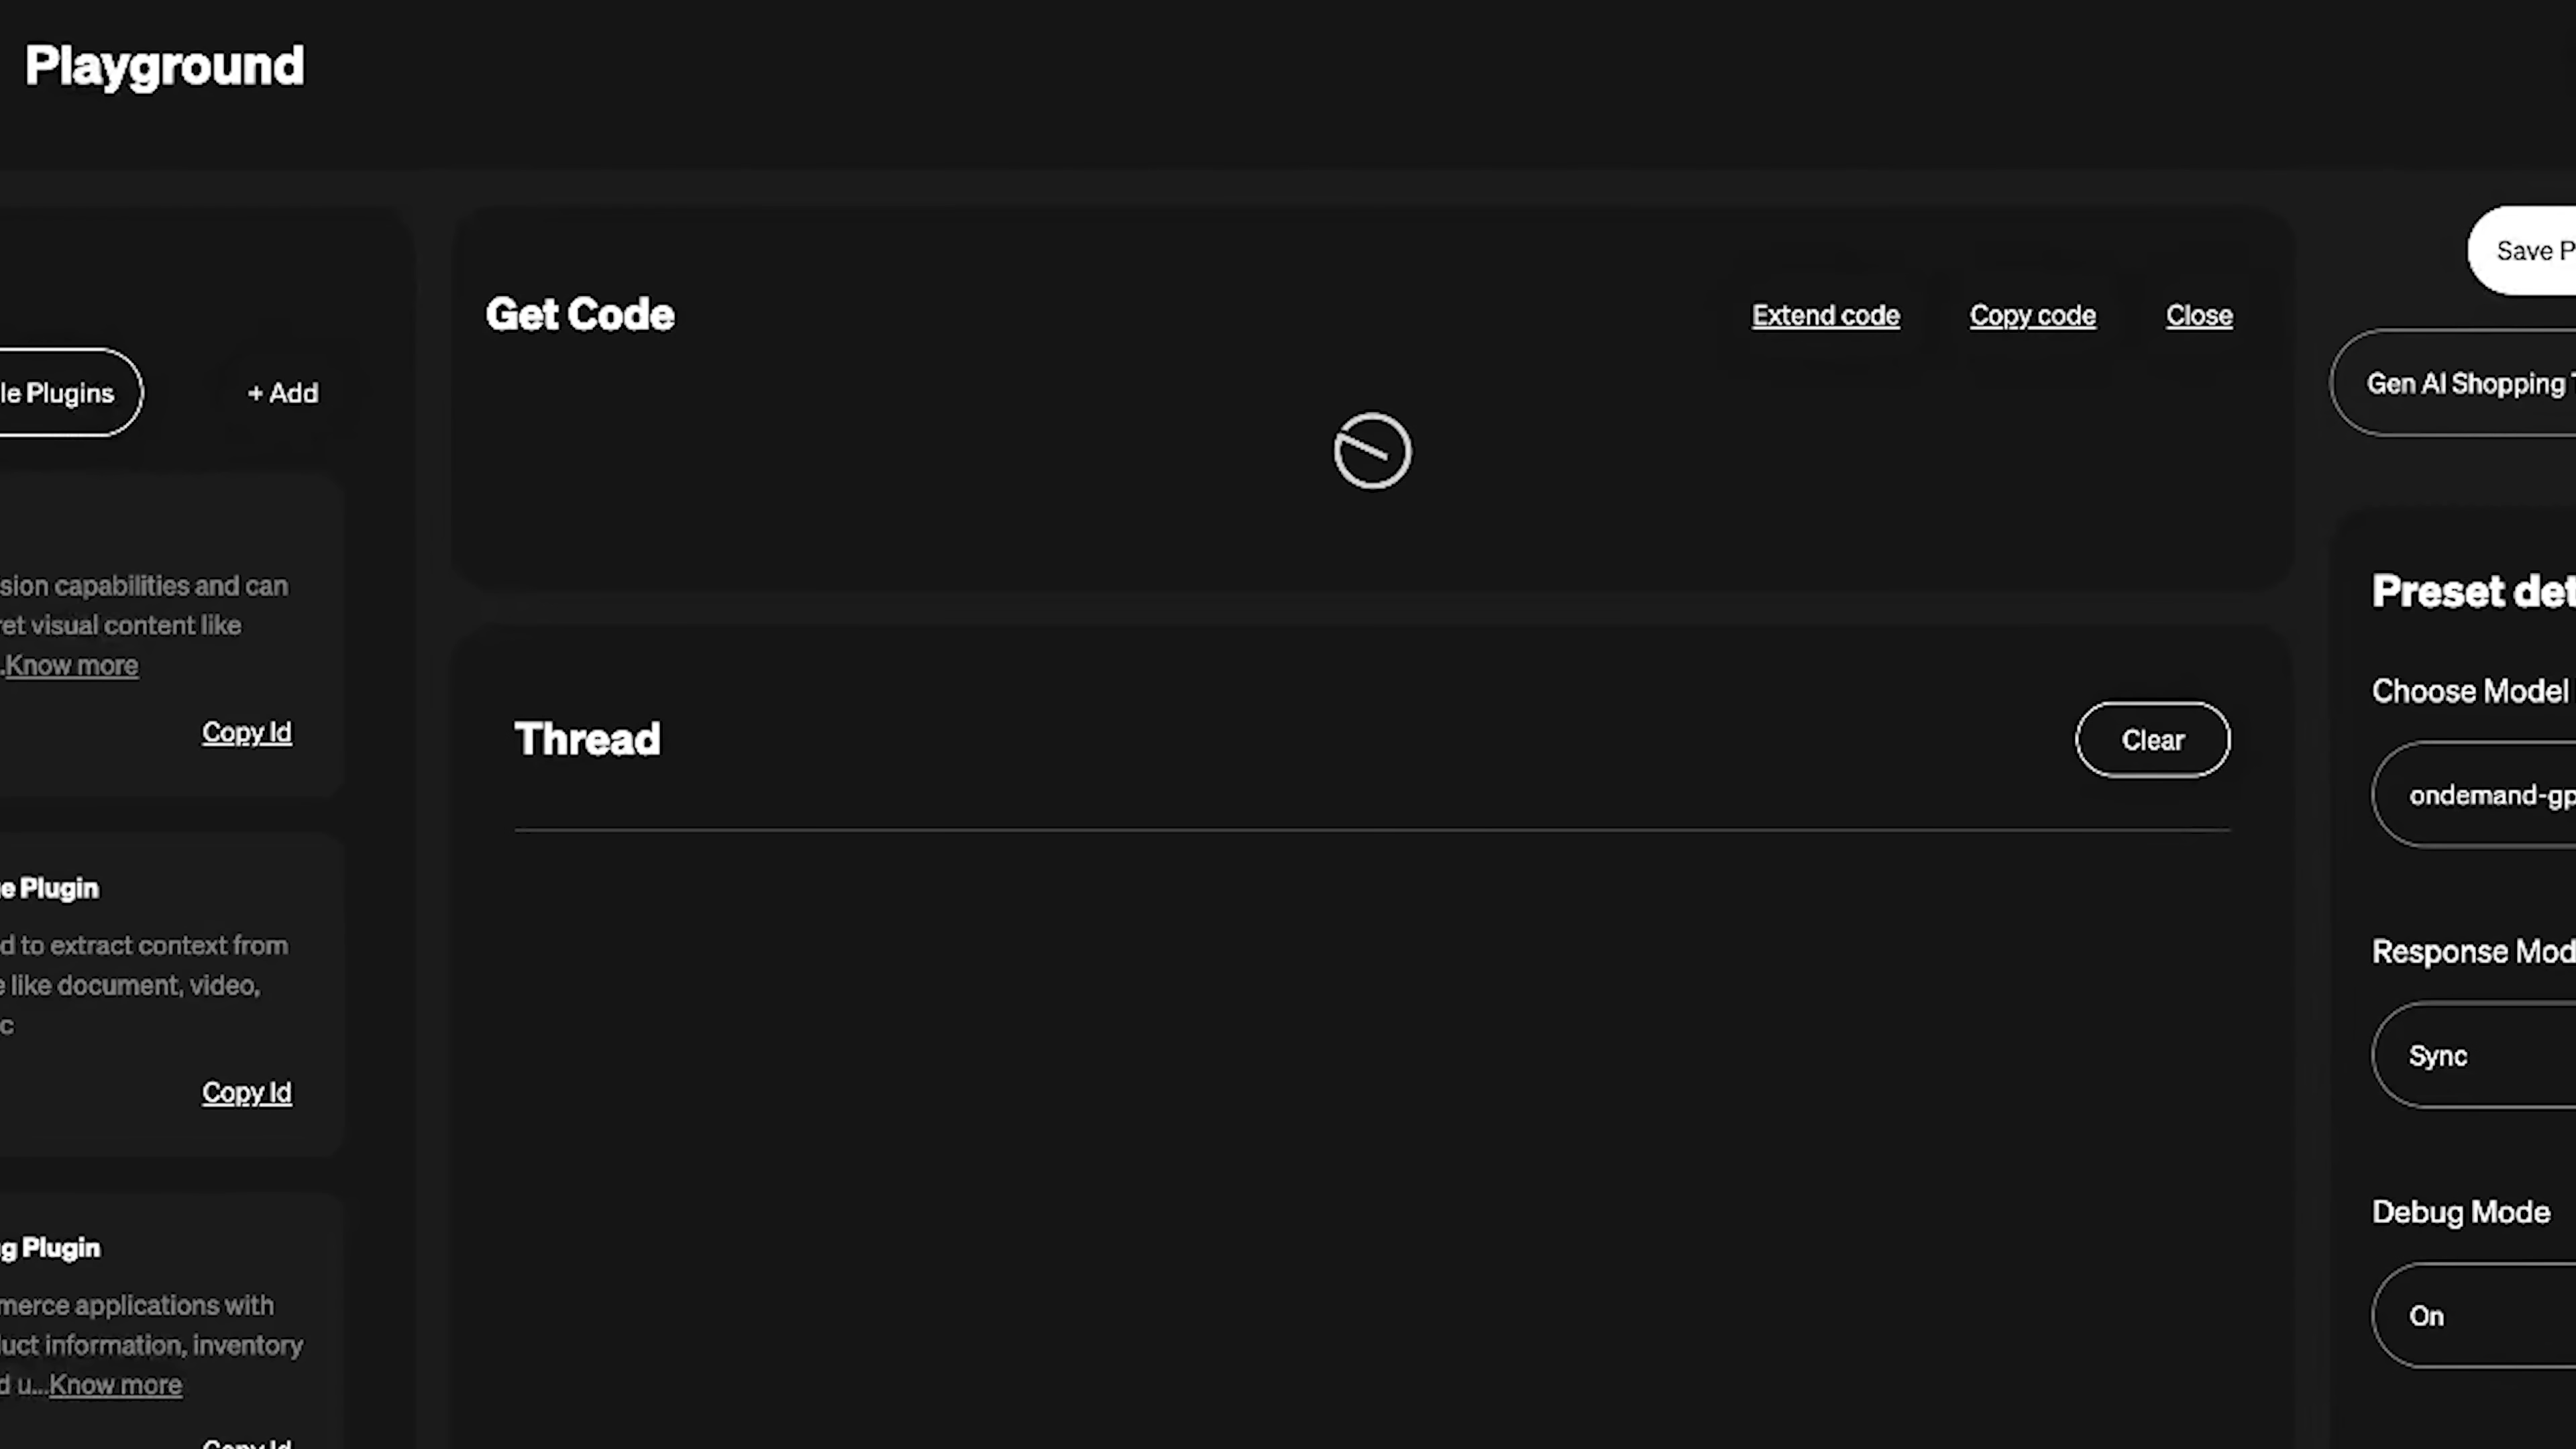 Playground
le Plugins
+ Add
sion capabilities and can
ret visual content like
.Know more
Copy Id
e Plugin
d to extract context from
e like document, video,
c
Copy Id
g Plugin
merce applications with
uct information, inventory
d u...Know more
Copy Id
Get Code
Extend code
Copy code
Close
Thread
Clear
Save P
Gen AI Shopping T
Preset det
Choose Model
ondemand-gp
Response Mod
Sync
Debug Mode
On